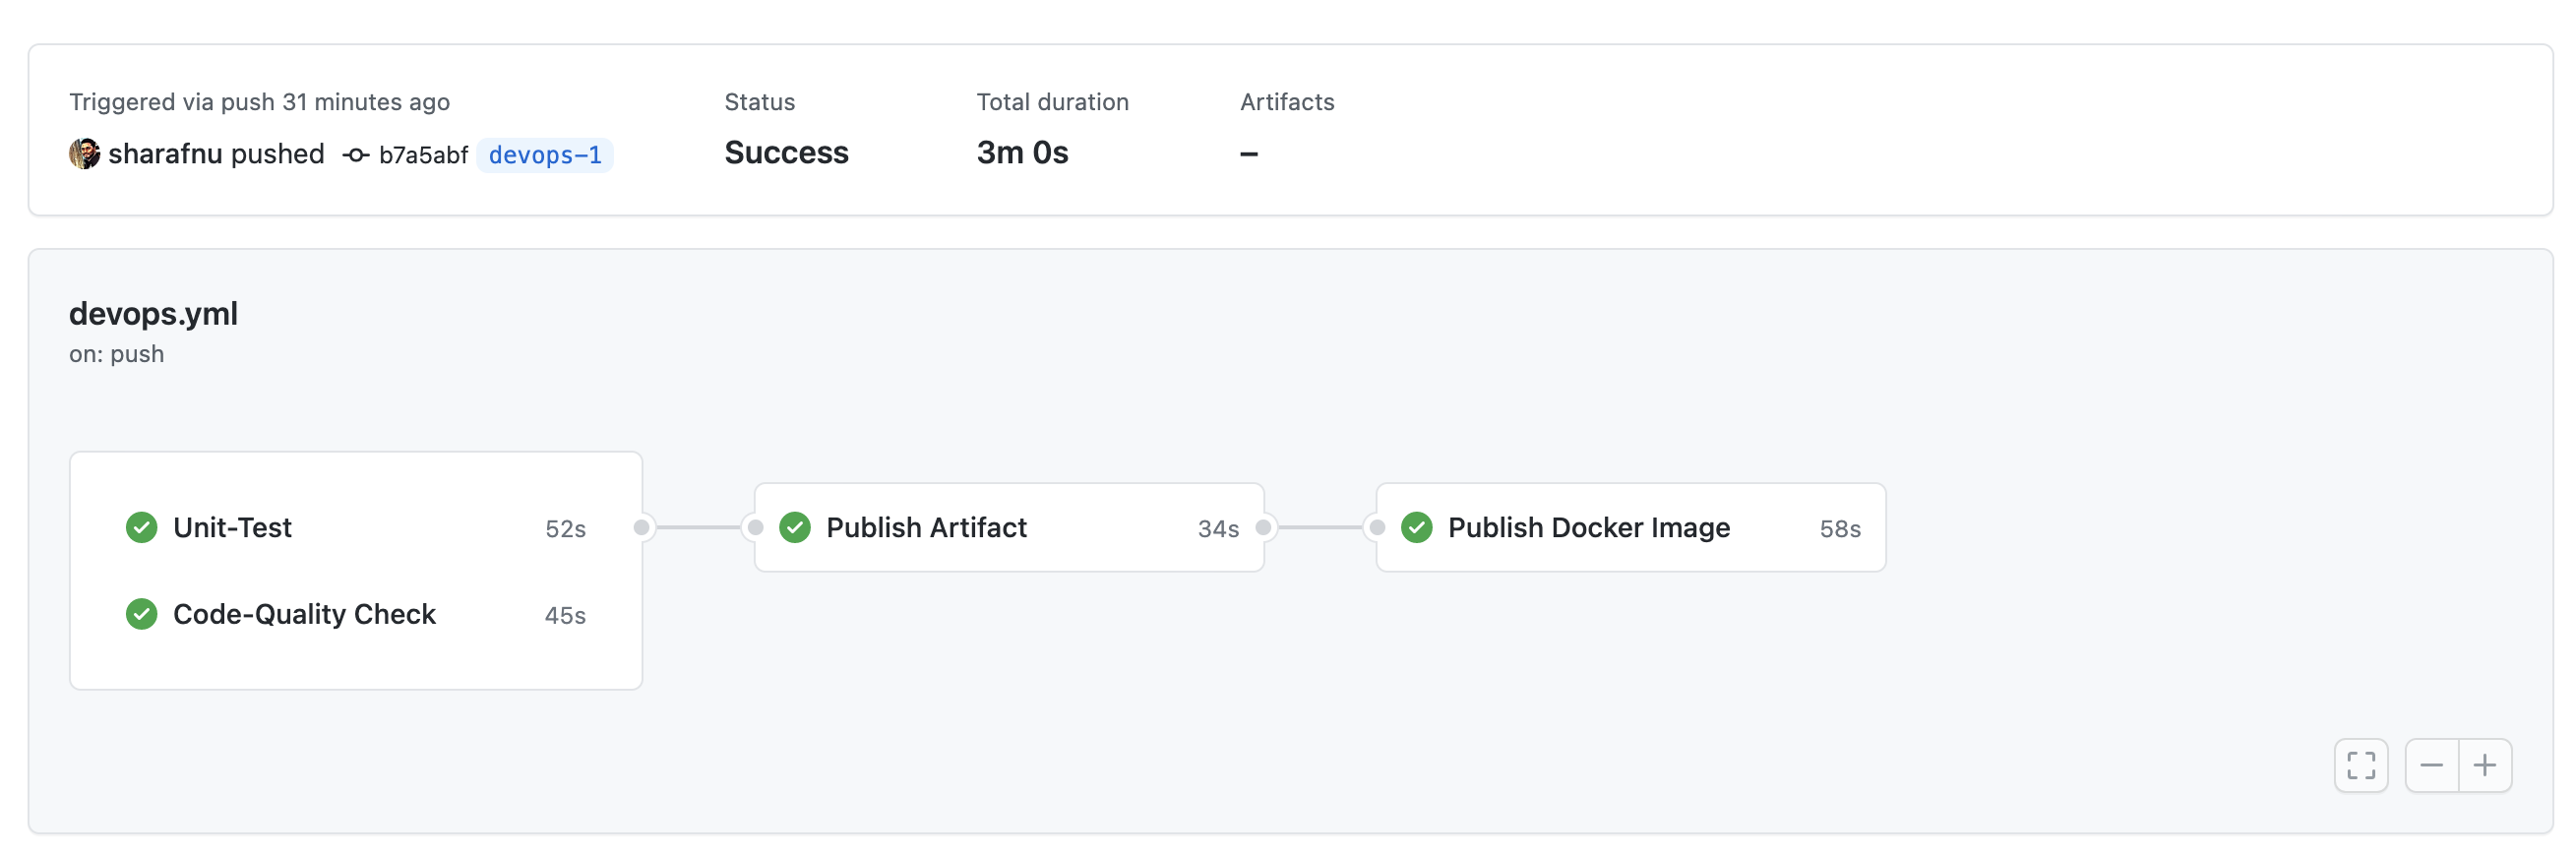 Triggered via push 31 minutes ago
sharafnu pushed b7a5abf devops-1
Status
Success
Total duration
3m 0s
Artifacts
–
devops.yml
on: push
Unit-Test 52s
Code-Quality Check 45s
Publish Artifact 34s
Publish Docker Image 58s